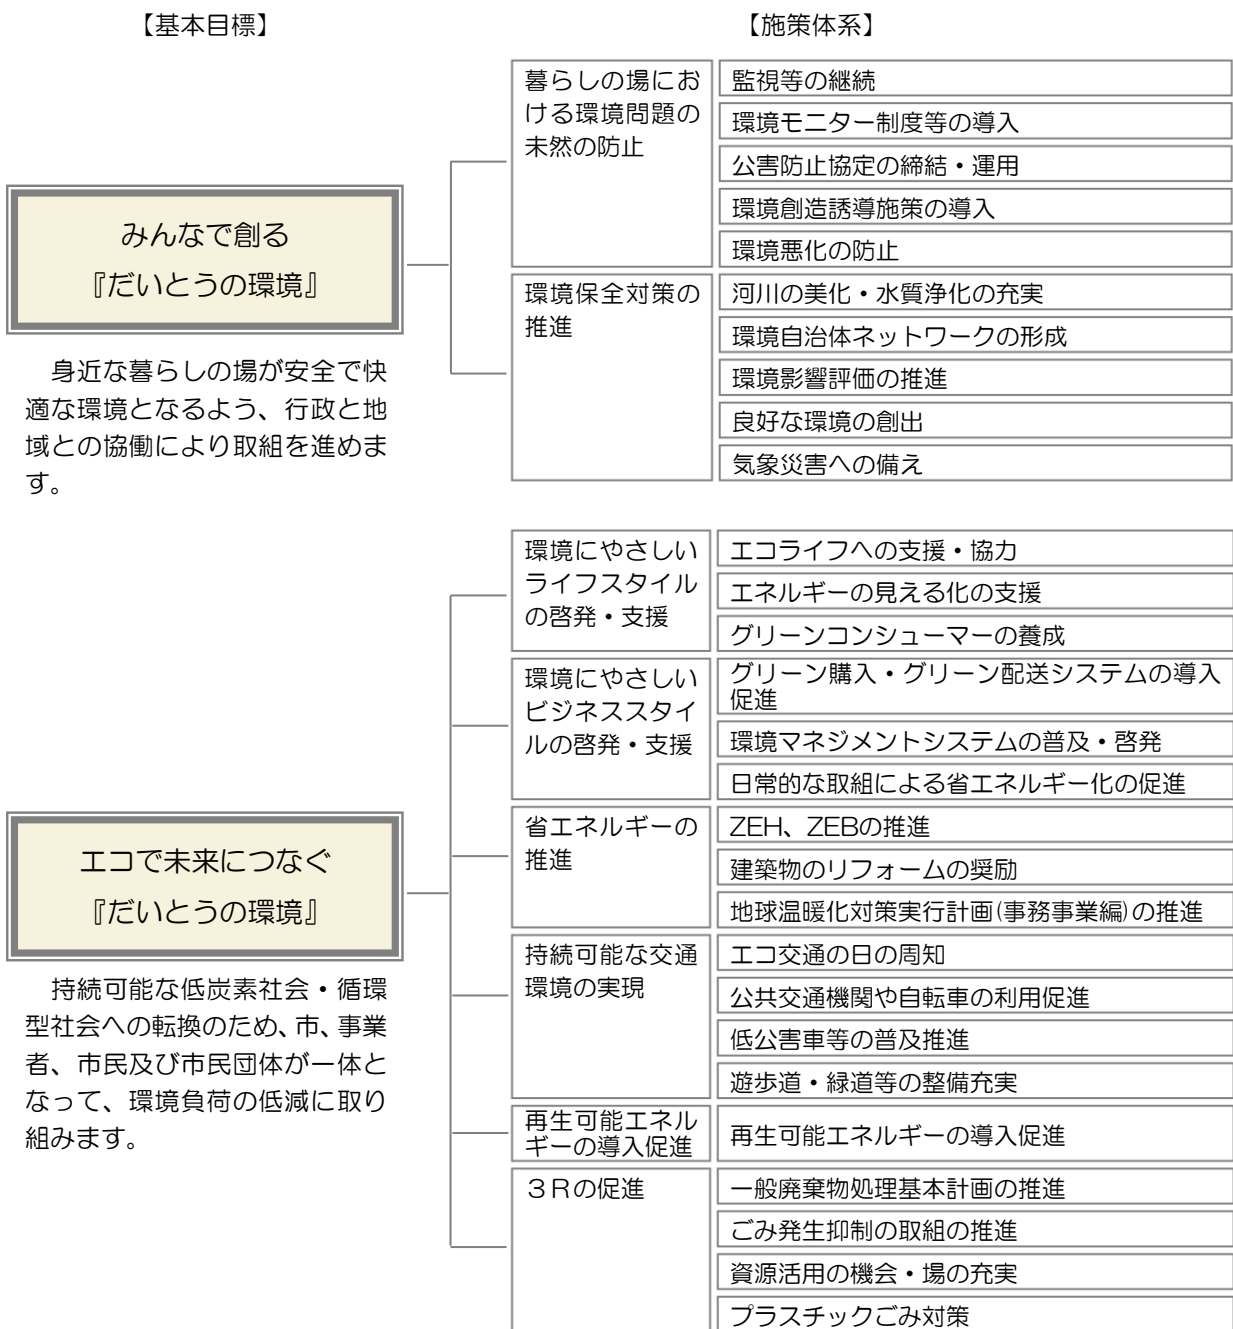 【基本目標】
【施策体系】
みんなで創る
『だいとうの環境』
身近な暮らしの場が安全で快
適な環境となるよう、行政と地
域との協働により取組を進めま
す。
暮らしの場にお
ける環境問題の
未然の防止
監視等の継続
環境モニター制度等の導入
公害防止協定の締結・運用
環境創造誘導施策の導入
環境悪化の防止
環境保全対策の
推進
河川の美化・水質浄化の充実
環境自治体ネットワークの形成
環境影響評価の推進
良好な環境の創出
気象災害への備え
エコで未来につなぐ
『だいとうの環境』
持続可能な低炭素社会・循環
型社会への転換のため、市、事業
者、市民及び市民団体が一体と
なって、環境負荷の低減に取り
組みます。
環境にやさしい
ライフスタイル
の啓発・支援
エコライフへの支援・協力
エネルギーの見える化の支援
グリーンコンシューマーの養成
環境にやさしい
ビジネススタイ
ルの啓発・支援
グリーン購入・グリーン配送システムの導入
促進
環境マネジメントシステムの普及・啓発
日常的な取組による省エネルギー化の促進
省エネルギーの
推進
ZEH、ZEBの推進
建築物のリフォームの奨励
地球温暖化対策実行計画(事務事業編)の推進
持続可能な交通
環境の実現
エコ交通の日の周知
公共交通機関や自転車の利用促進
低公害車等の普及推進
遊歩道・緑道等の整備充実
再生可能エネル
ギーの導入促進
再生可能エネルギーの導入促進
３Rの促進
一般廃棄物処理基本計画の推進
ごみ発生抑制の取組の推進
資源活用の機会・場の充実
プラスチックごみ対策